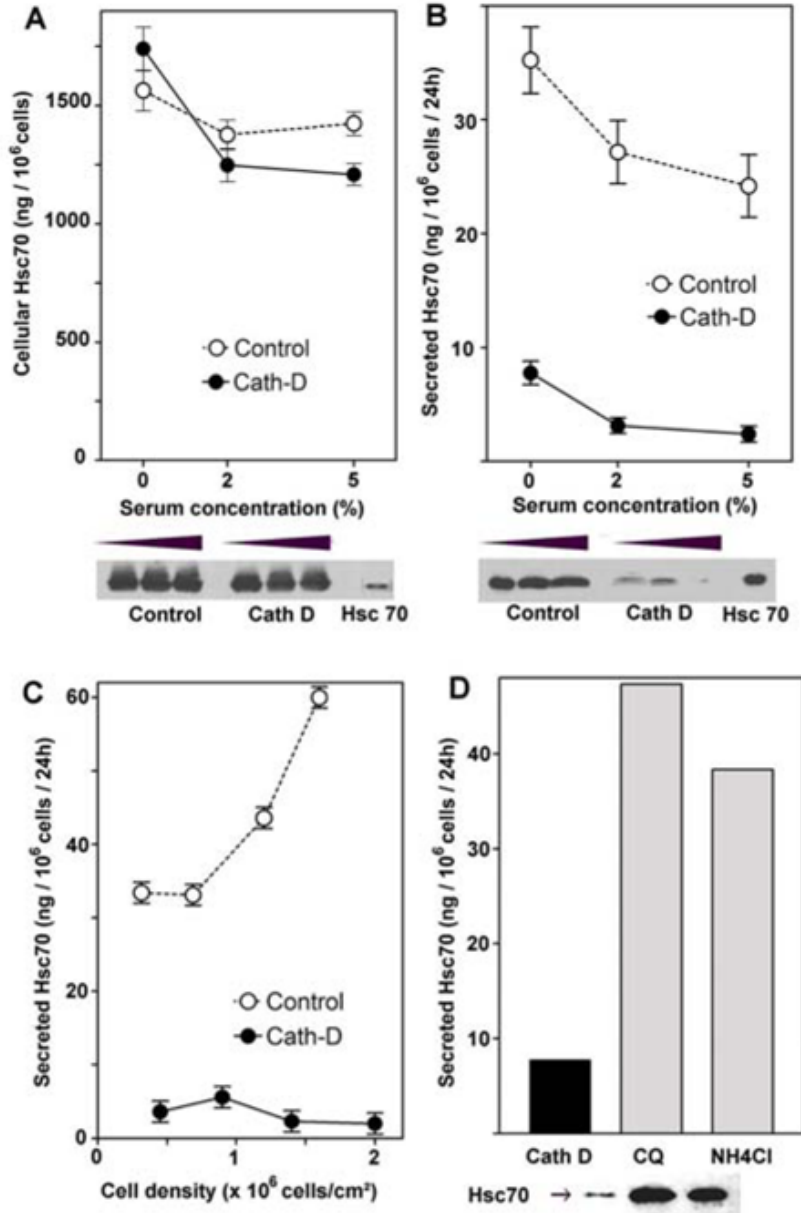 A
Cellular Hsc70 (ng / 10⁶ cells)
1500
1000
500
0
Control
Cath-D
0 2 5
Serum concentration (%)
Control Cath D Hsc 70
B
Secreted Hsc70 (ng / 10⁶ cells / 24h)
30
20
10
Control
Cath-D
0 2 5
Serum concentration (%)
Control Cath D Hsc 70
C
Secreted Hsc70 (ng / 10⁶ cells / 24h)
60
40
20
0
Control
Cath-D
0 1 2
Cell density (x 10⁶ cells/cm²)
D
Secreted Hsc70 (ng / 10⁶ cells / 24h)
40
30
20
10
Cath D CQ NH4Cl
Hsc70 →